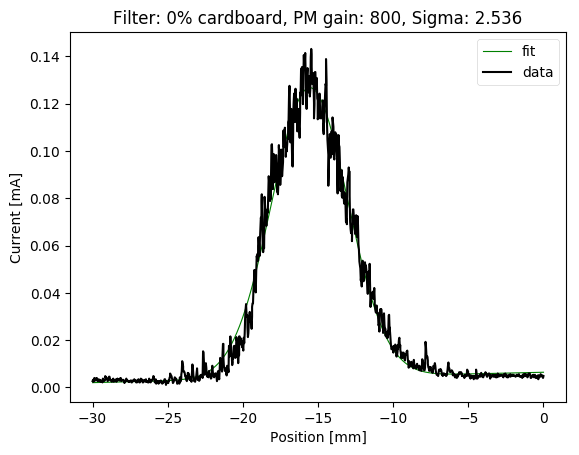 Filter: 0% cardboard, PM gain: 800, Sigma: 2.536
fit
data
Current [mA]
0.14
0.12
0.10
0.08
0.06
0.04
0.02
0.00
−30 −25 −20 −15 −10 −5 0
Position [mm]